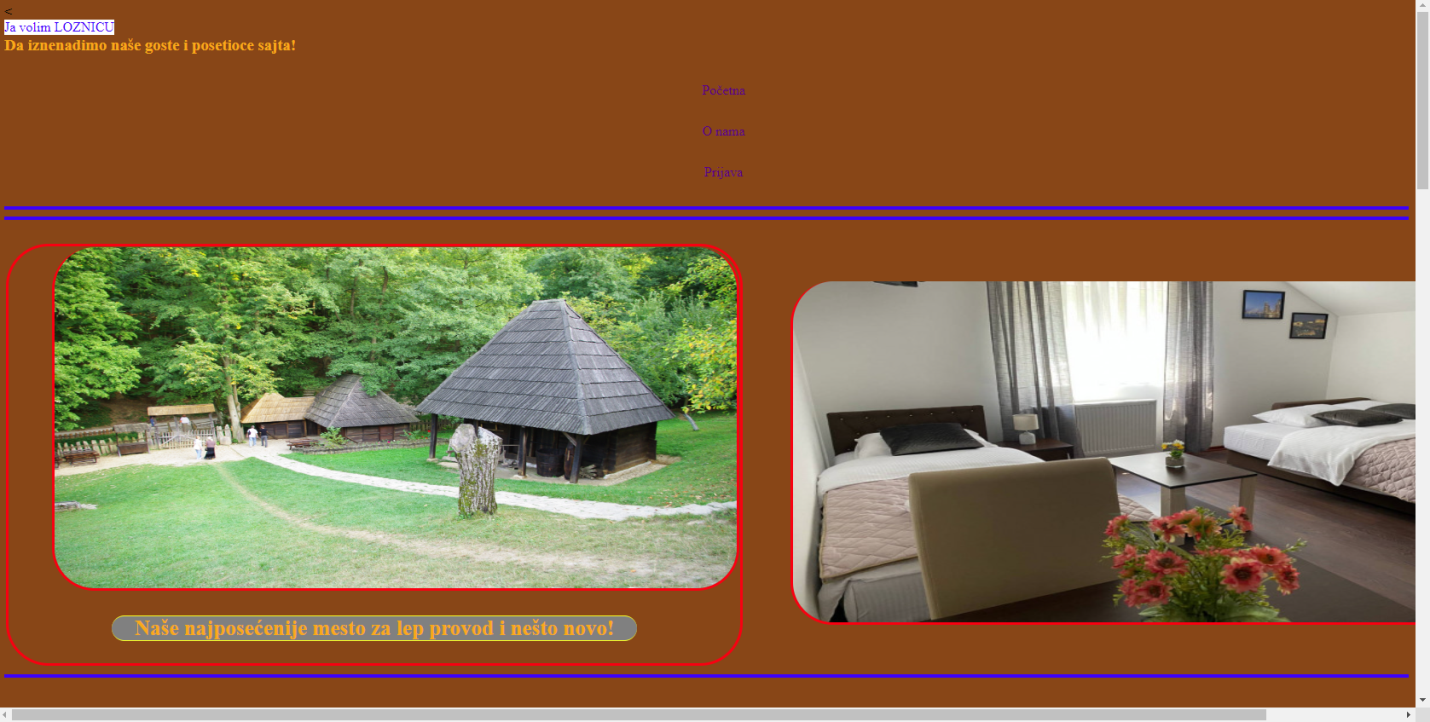 <
Ja volim LOZNICU
Da iznenadimo naše goste i posetioce sajta!
Početna
O nama
Prijava
Naše najposećenije mesto za lep provod i nešto novo!